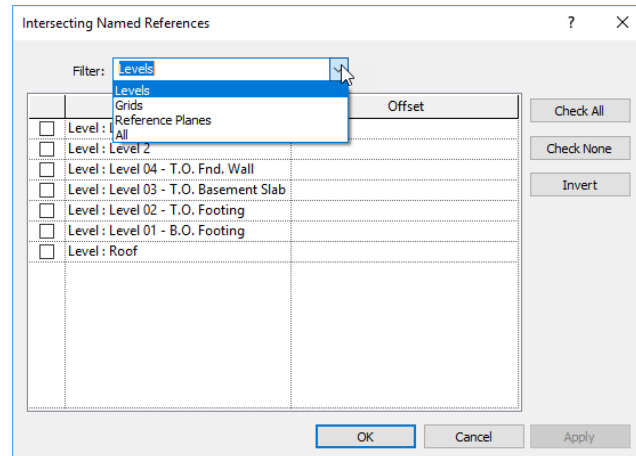 Intersecting Named References ?
Filter: Levels
Levels
Grids
Reference Planes
All
Offset
Level :
Level : Level 2
Level : Level 04 - T.O. Fnd. Wall
Level : Level 03 - T.O. Basement Slab
Level : Level 02 - T.O. Footing
Level : Level 01 - B.O. Footing
Level : Roof
Check All
Check None
Invert
OK Cancel Apply